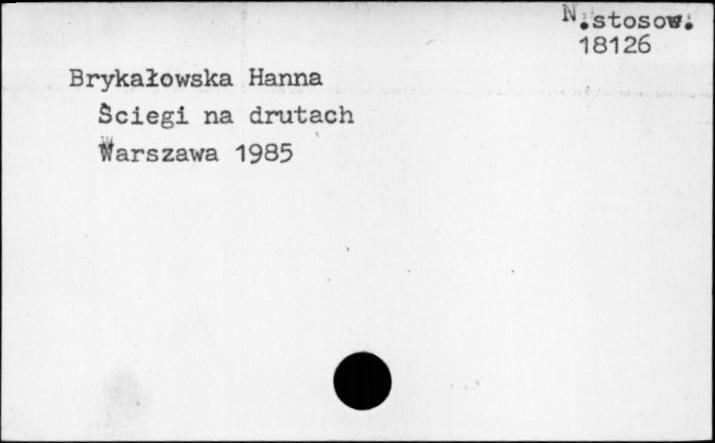 N.stosow.
18126
Brykałowska Hanna
Ściegi na drutach
Warszawa 1985